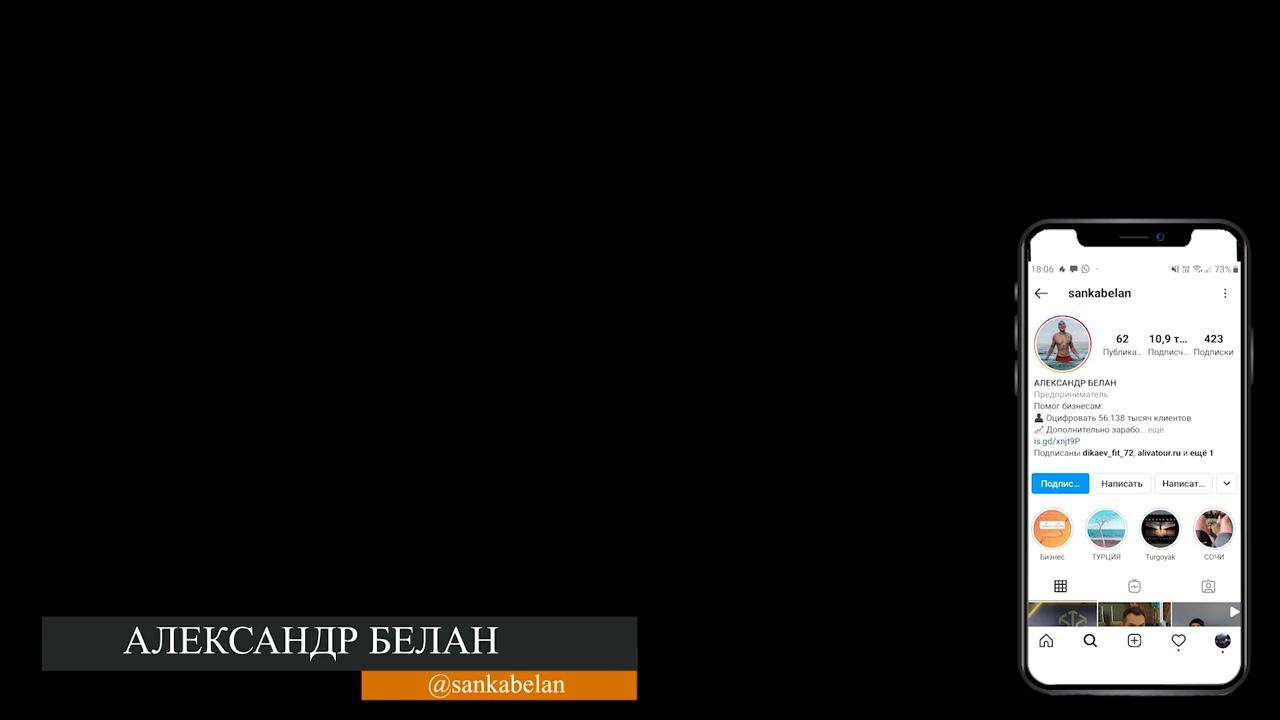 18:06
73%
sankabelan
62 10,9 т... 423
Публика... Подписч... Подписки
АЛЕКСАНДР БЕЛАН
Предприниматель
Помог бизнесам:
Оцифровать 56.138 тысяч клиентов
Дополнительно зарабо... ещё
is.gd/xnjt9P
Подписаны dikaev_fit_72, alivatour.ru и ещё 1
Подпис... Написать Написат...
Бизнес ТУРЦИЯ Turgoyak СОЧИ
АЛЕКСАНДР БЕЛАН
@sankabelan